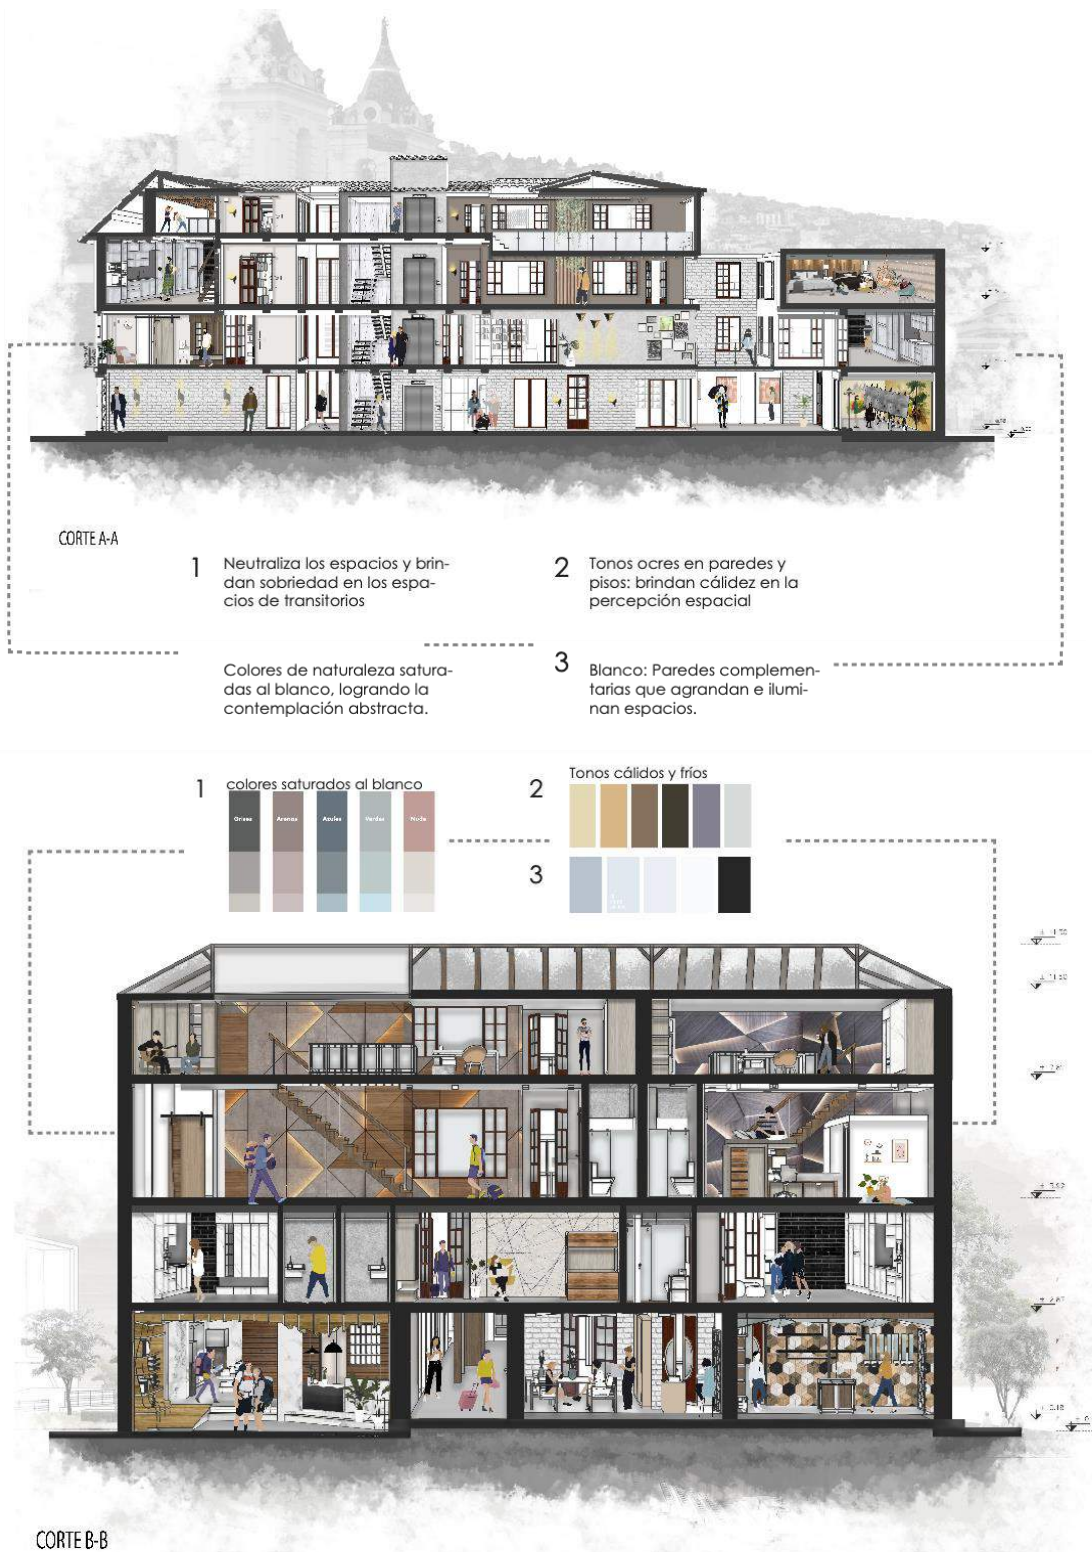 CORTE A-A
1
Neutraliza los espacios y brin-
dan sobriedad en los espa-
cios de transitorios
2
Tonos ocres en paredes y
pisos: brindan cálidez en la
percepción espacial
Colores de naturaleza satura-
das al blanco, logrando la
contemplación abstracta.
3
Blanco: Paredes complemen-
tarias que agrandan e ilumi-
nan espacios.
1
colores saturados al blanco
Grises
Arenas
Azules
Verdes
Nude
2
Tonos cálidos y fríos
3
CORTE B-B